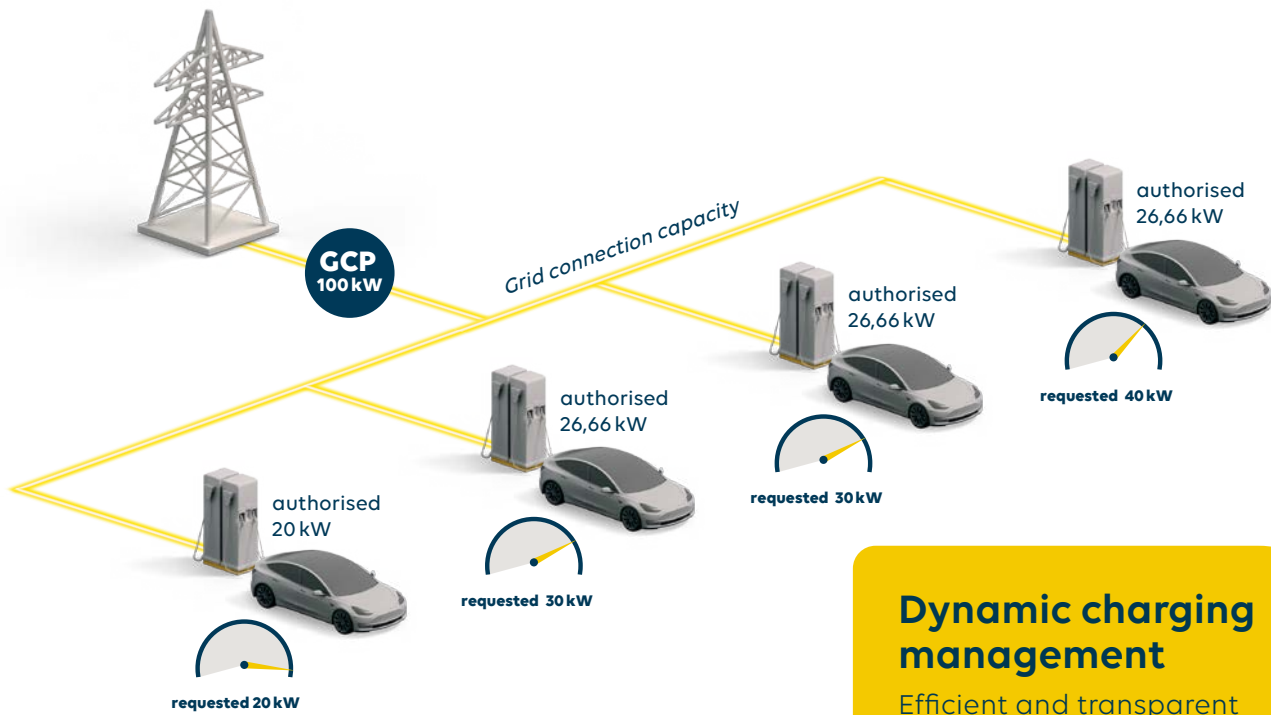 GCP
100 kW
Grid connection capacity
authorised
26,66 kW
requested 40 kW
authorised
26,66 kW
requested 30 kW
authorised
26,66 kW
requested 30 kW
authorised
20 kW
requested 20 kW
Dynamic charging
management
Efficient and transparent